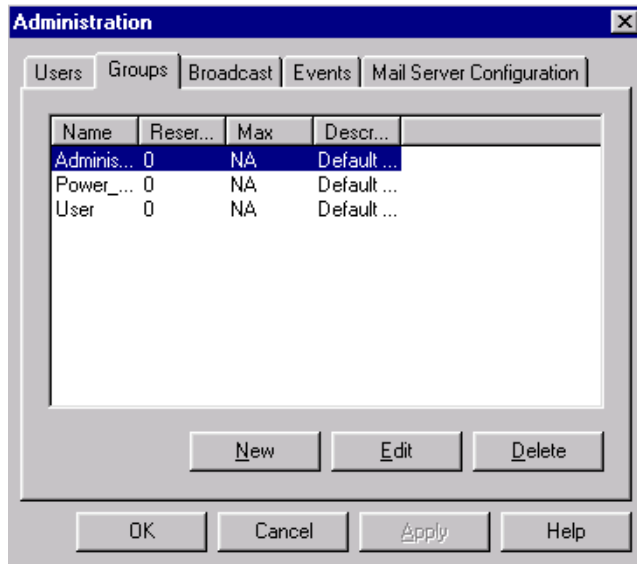 Administration
Users Groups Broadcast Events Mail Server Configuration
Name Reser... Max Descr...
Adminis... 0 NA Default ...
Power_... 0 NA Default ...
User 0 NA Default ...
New Edit Delete
OK Cancel Apply Help